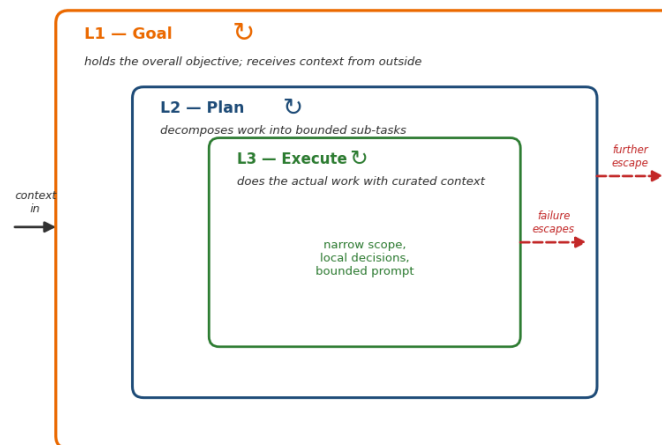 L1 — Goal ↻
holds the overall objective; receives context from outside
L2 — Plan ↻
decomposes work into bounded sub-tasks
L3 — Execute ↻
does the actual work with curated context
further
escape
context
in
failure
escapes
narrow scope,
local decisions,
bounded prompt